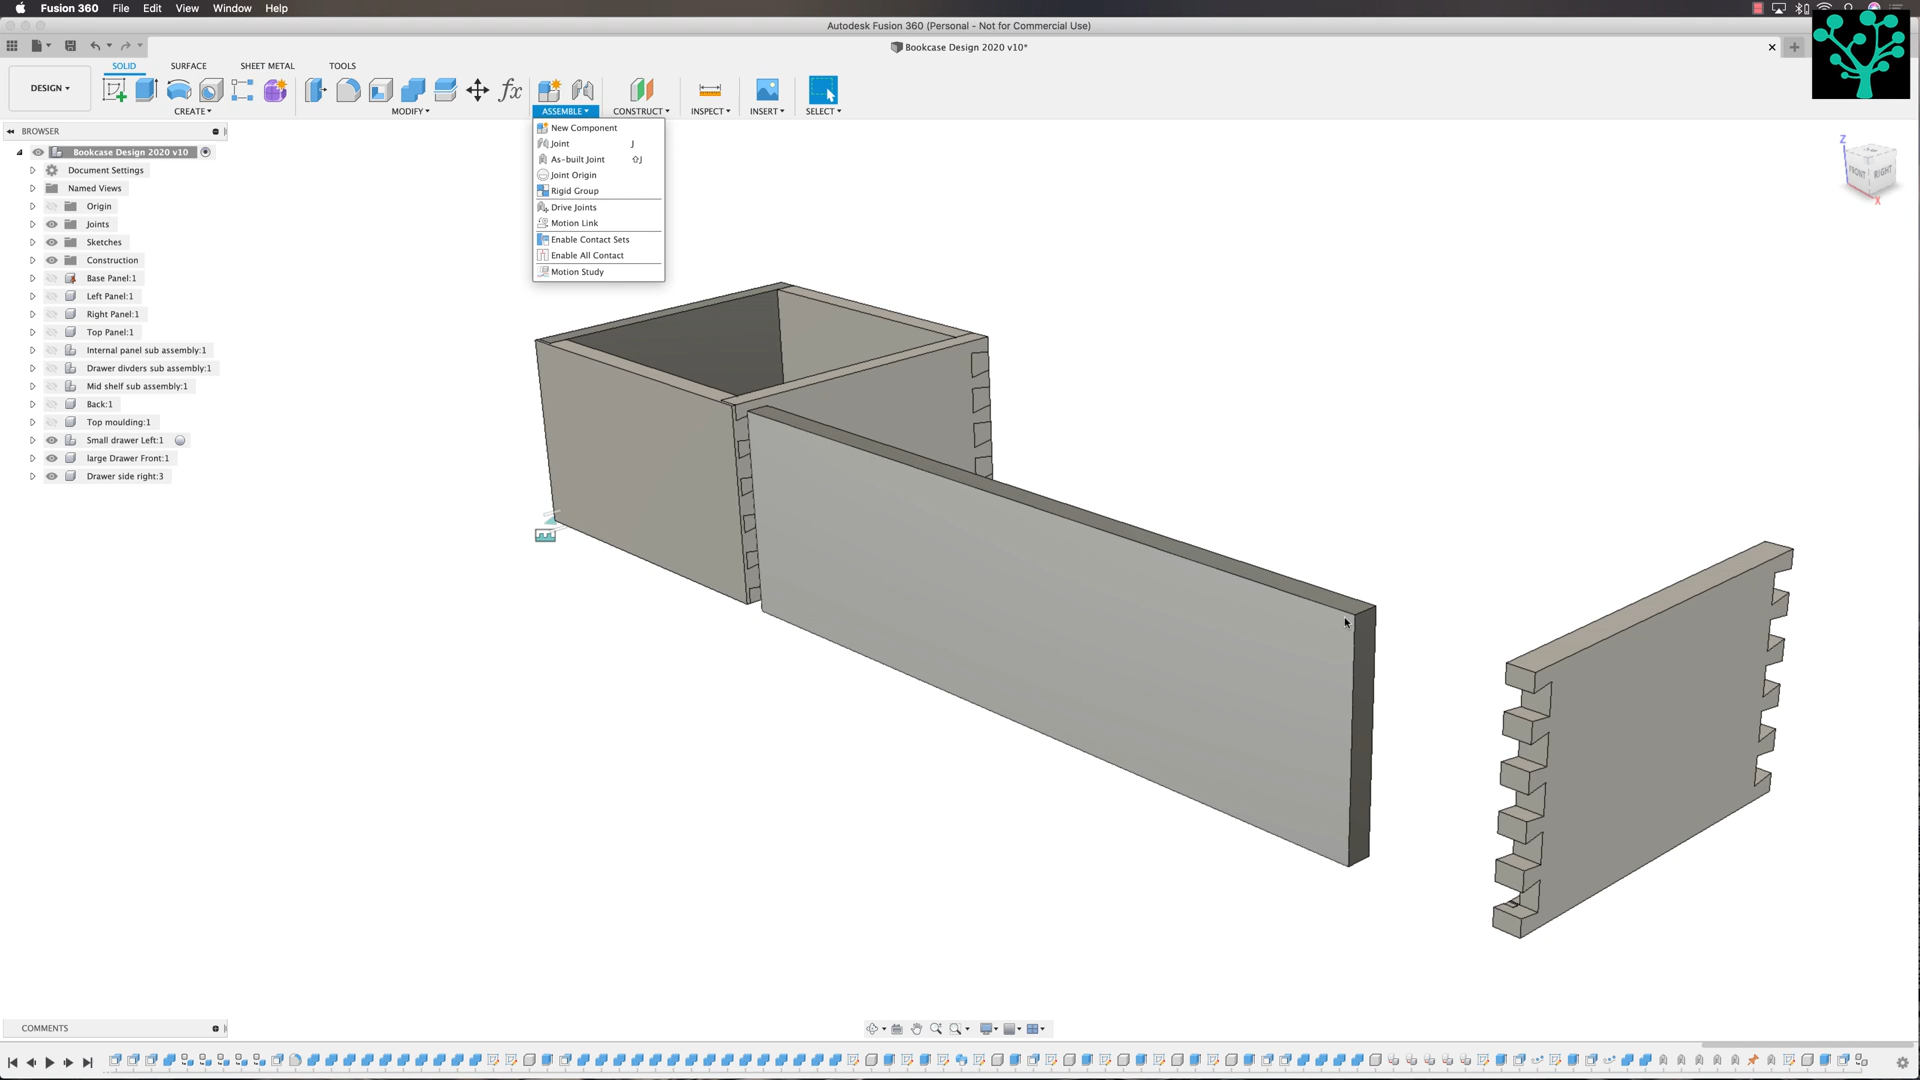 Fusion 360 File Edit View Window Help
Autodesk Fusion 360 (Personal - Not for Commercial Use)
Bookcase Design 2020 v10*
SOLID SURFACE SHEET METAL TOOLS
DESIGN
CREATE MODIFY ASSEMBLE CONSTRUCT INSPECT INSERT SELECT
New Component
Joint J
As-built Joint ⇧J
Joint Origin
Rigid Group
Drive Joints
Motion Link
Enable Contact Sets
Enable All Contact
Motion Study
BROWSER
Bookcase Design 2020 v10
Document Settings
Named Views
Origin
Joints
Sketches
Construction
Base Panel:1
Left Panel:1
Right Panel:1
Top Panel:1
Internal panel sub assembly:1
Drawer divders sub assembly:1
Mid shelf sub assembly:1
Back:1
Top moulding:1
Small drawer Left:1
large Drawer Front:1
Drawer side right:3
Z
FRONT RIGHT
X
COMMENTS